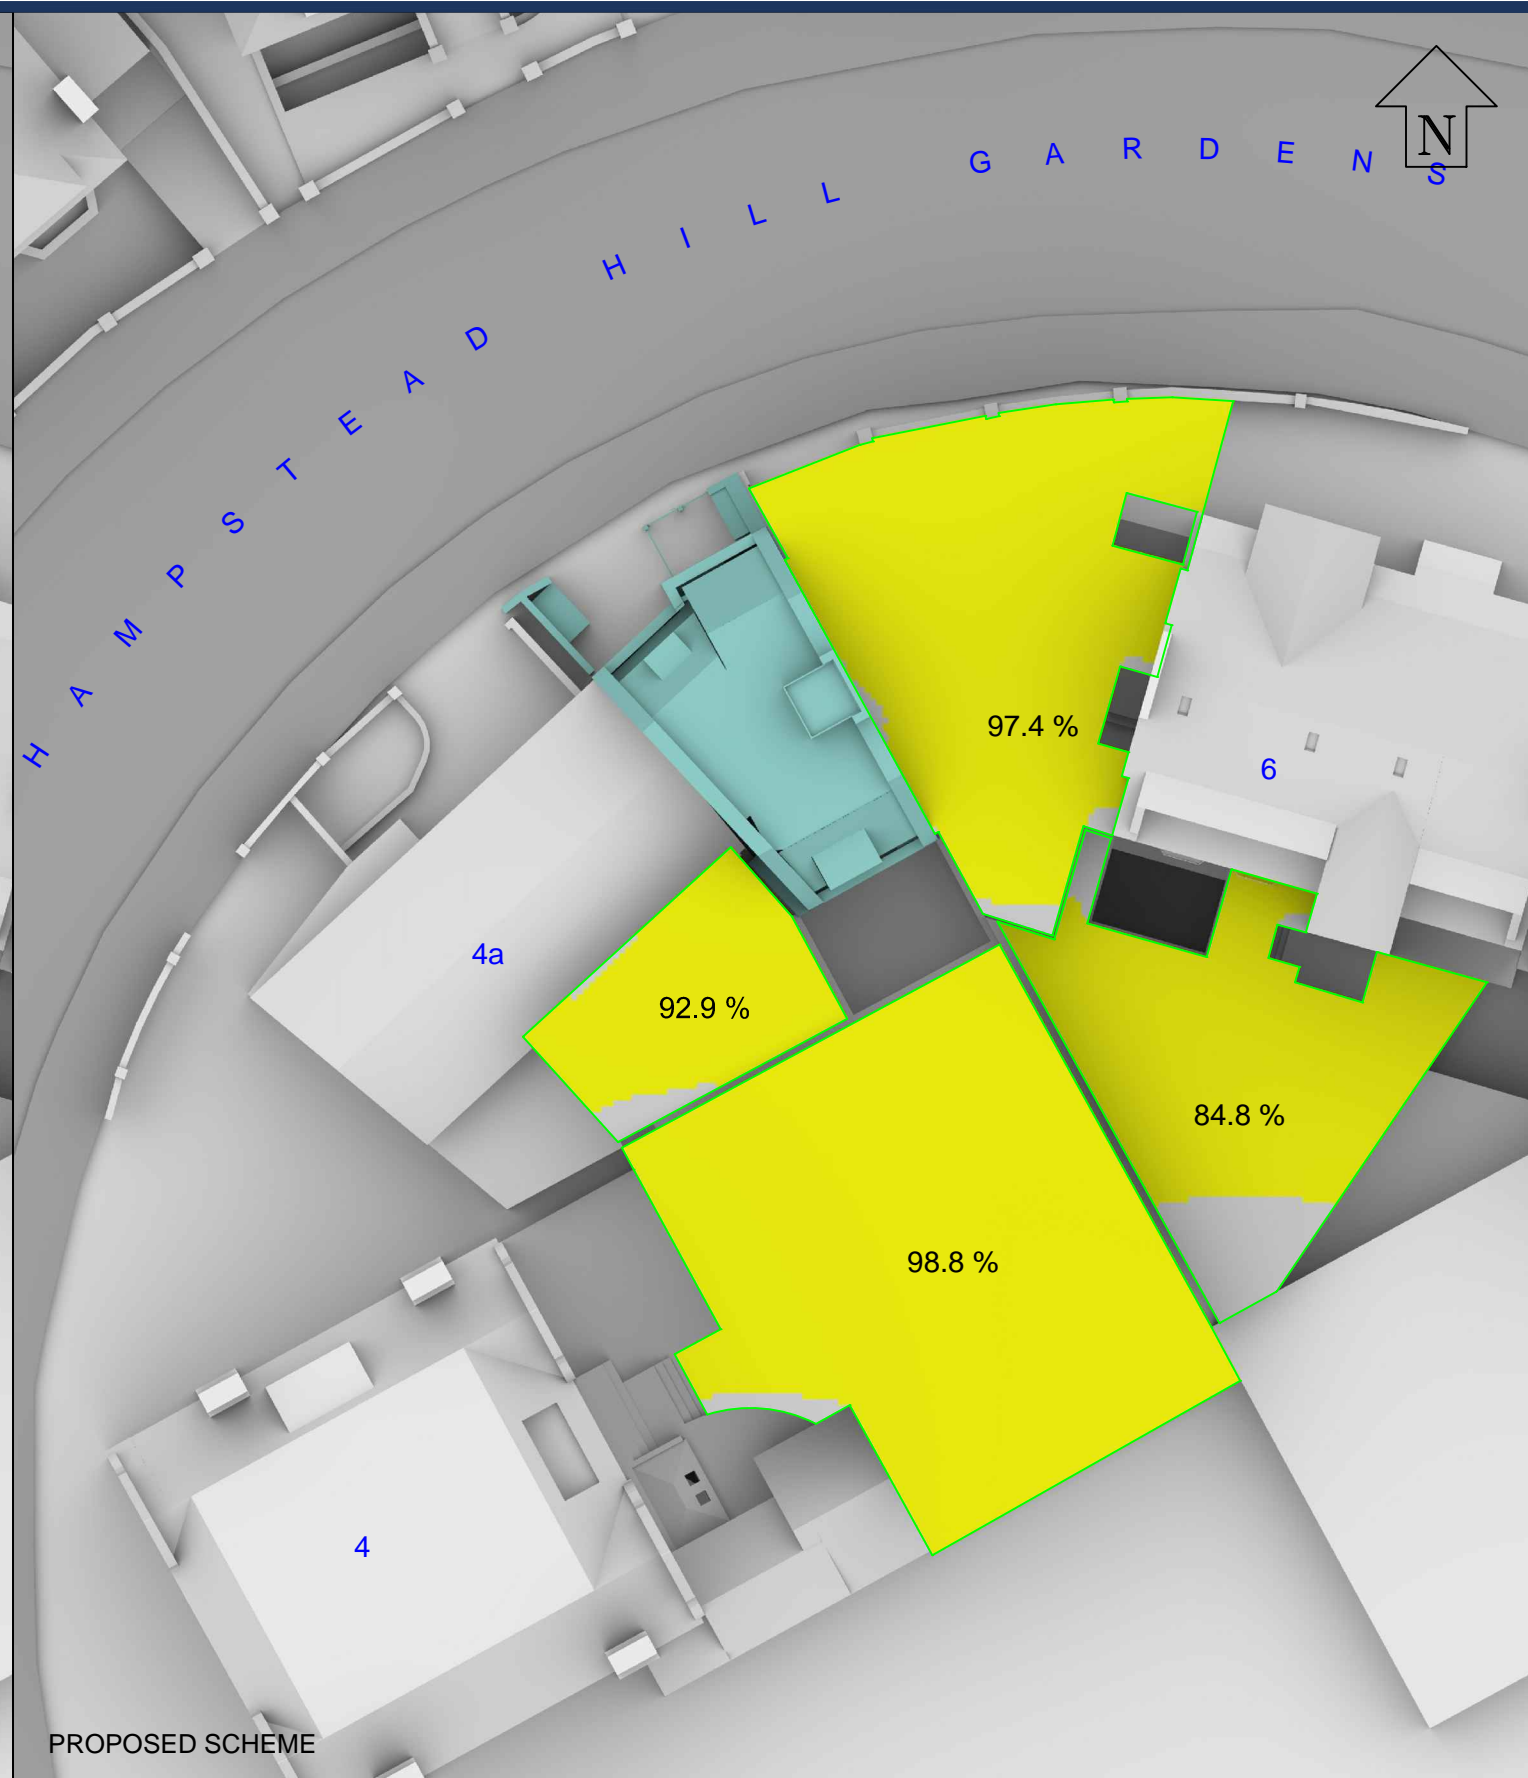 N
HAMPSTEAD HILL GARDENS
97.4 %
6
4a
92.9 %
84.8 %
98.8 %
4
PROPOSED SCHEME